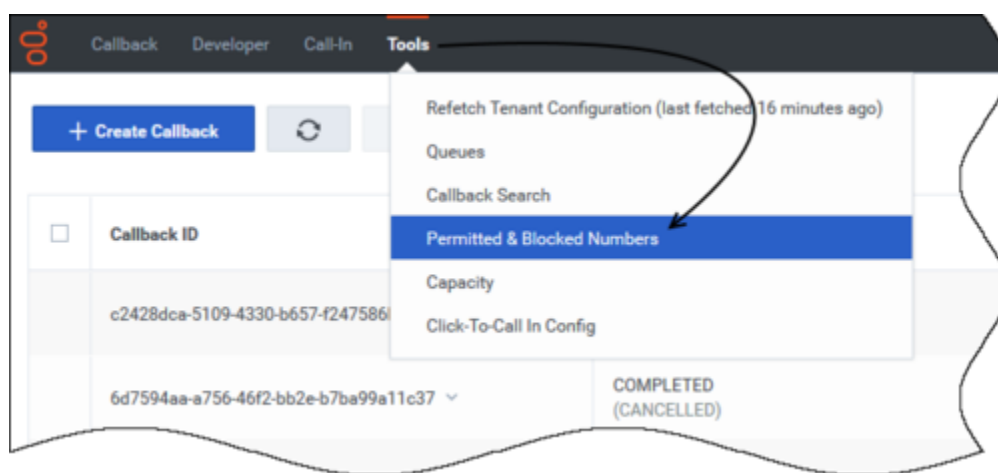 Callback Developer Call-In Tools
Refetch Tenant Configuration (last fetched 16 minutes ago)
+ Create Callback
Queues
Callback Search
Callback ID
Permitted & Blocked Numbers
Capacity
c2428dca-5109-4330-b657-f247586
Click-To-Call In Config
6d7594aa-a756-46f2-bb2e-b7ba99a11c37
COMPLETED
(CANCELLED)